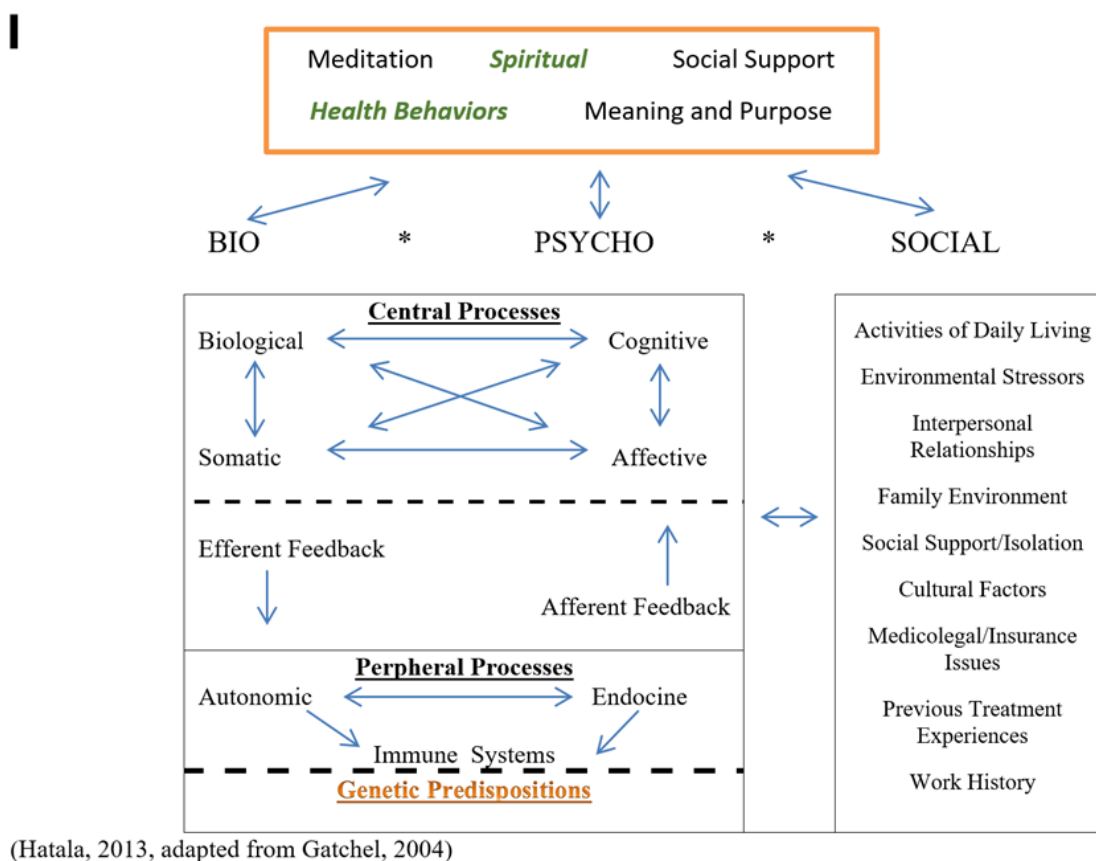 I
Meditation Spiritual Social Support
Health Behaviors Meaning and Purpose
BIO * PSYCHO * SOCIAL
Central Processes
Biological Cognitive
Somatic Affective
Efferent Feedback
Afferent Feedback
Perpheral Processes
Autonomic Endocine
Immune Systems
Genetic Predispositions
Activities of Daily Living
Environmental Stressors
Interpersonal
Relationships
Family Environment
Social Support/Isolation
Cultural Factors
Medicolegal/Insurance
Issues
Previous Treatment
Experiences
Work History
(Hatala, 2013, adapted from Gatchel, 2004)